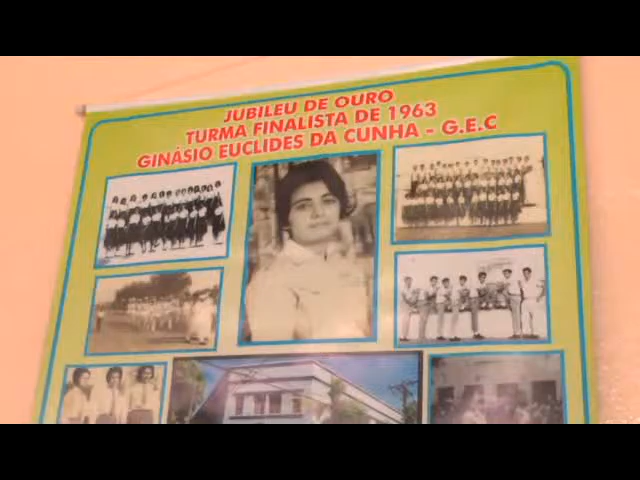 JUBILEU DE OURO
TURMA FINALISTA DE 1963
GINÁSIO EUCLIDES DA CUNHA - G.E.C